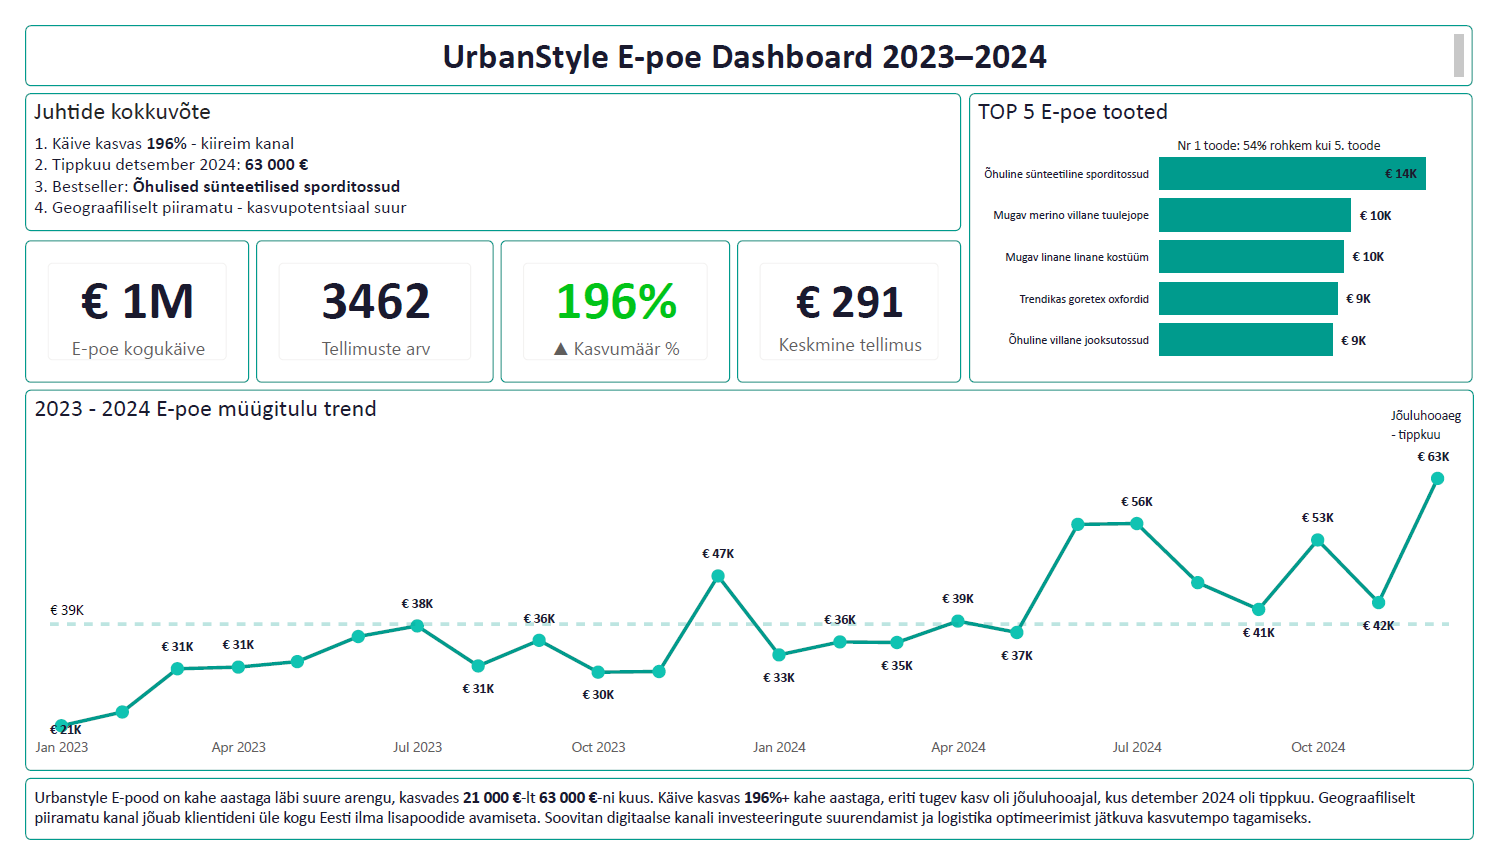 UrbanStyle E-poe Dashboard 2023–2024
Juhtide kokkuvõte
1. Käive kasvas 196% - kiireim kanal
2. Tippkuu detsember 2024: 63 000 €
3. Bestseller: Õhulised sünteetilised sporditossud
4. Geograafiliselt piiramatu - kasvupotentsiaal suur
TOP 5 E-poe tooted
Nr 1 toode: 54% rohkem kui 5. toode
Õhuline sünteetiline sporditossud
€ 14K
Mugav merino villane tuulejope
€ 10K
Mugav linane linane kostüüm
€ 10K
Trendikas goretex oxfordid
€ 9K
Õhuline villane jooksutossud
€ 9K
€ 1M
E-poe kogukäive
3462
Tellimuste arv
196%
▲ Kasvumäär %
€ 291
Keskmine tellimus
2023 - 2024 E-poe müügitulu trend
Jõuluhooaeg
- tippkuu
€ 39K
€ 21K
€ 31K
€ 31K
€ 38K
€ 31K
€ 36K
€ 30K
€ 47K
€ 33K
€ 36K
€ 35K
€ 39K
€ 37K
€ 56K
€ 41K
€ 53K
€ 42K
€ 63K
Jan 2023
Apr 2023
Jul 2023
Oct 2023
Jan 2024
Apr 2024
Jul 2024
Oct 2024
Urbanstyle E-pood on kahe aastaga läbi suure arengu, kasvades 21 000 €-lt 63 000 €-ni kuus. Käive kasvas 196%+ kahe aastaga, eriti tugev kasv oli jõuluhooajal, kus detember 2024 oli tippkuu. Geograafiliselt
piiramatu kanal jõuab klientideni üle kogu Eesti ilma lisapoodide avamiseta. Soovitan digitaalse kanali investeeringute suurendamist ja logistika optimeerimist jätkuva kasvutempo tagamiseks.